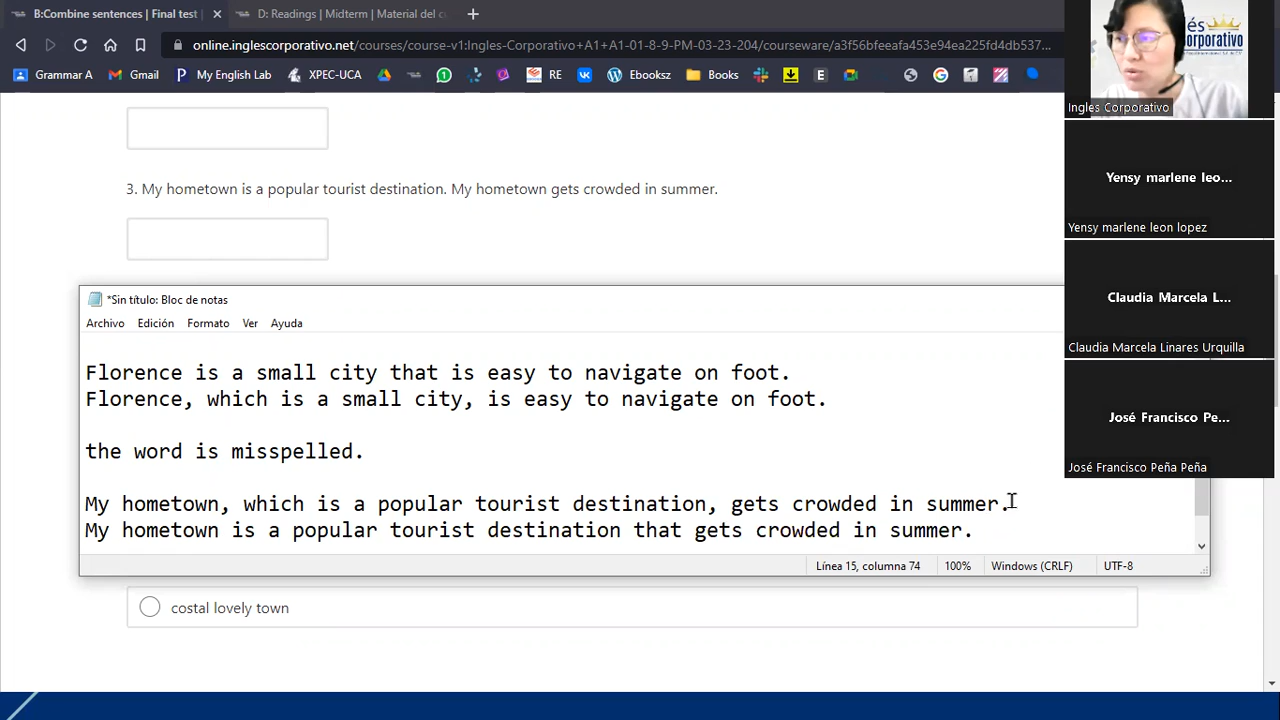 B:Combine sentences | Final test
D: Readings | Midterm | Material del c
online.inglescorporativo.net/courses/course-v1:Ingles-Corporativo+A1+A1-01-8-9-PM-03-23-204/courseware/a3f56bfeeafa453e94ea225fd4db537...
Grammar A
Gmail
My English Lab
XPEC-UCA
RE
Ebooksz
Books
Ingles Corporativo
3. My hometown is a popular tourist destination. My hometown gets crowded in summer.
*Sin título: Bloc de notas
Archivo Edición Formato Ver Ayuda
Florence is a small city that is easy to navigate on foot.
Florence, which is a small city, is easy to navigate on foot.
the word is misspelled.
My hometown, which is a popular tourist destination, gets crowded in summer.
My hometown is a popular tourist destination that gets crowded in summer.
Línea 15, columna 74 100% Windows (CRLF) UTF-8
costal lovely town
Yensy marlene leo...
Yensy marlene leon lopez
Claudia Marcela L...
Claudia Marcela Linares Urquilla
José Francisco Pe...
José Francisco Peña Peña